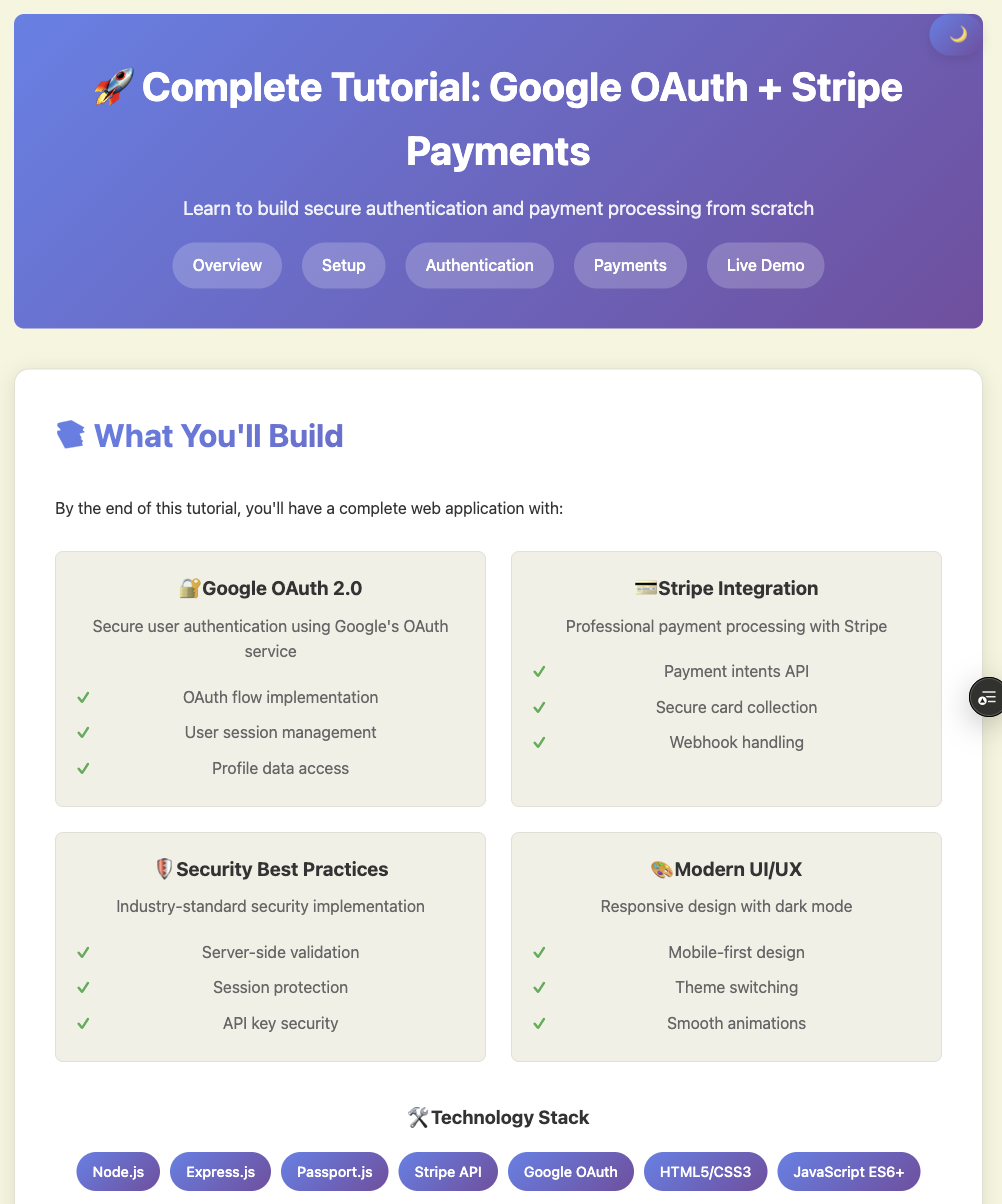 🚀 Complete Tutorial: Google OAuth + Stripe
Payments
Learn to build secure authentication and payment processing from scratch
Overview
Setup
Authentication
Payments
Live Demo
What You'll Build
By the end of this tutorial, you'll have a complete web application with:
🔐Google OAuth 2.0
Secure user authentication using Google's OAuth
service
✓ OAuth flow implementation
✓ User session management
✓ Profile data access
💳Stripe Integration
Professional payment processing with Stripe
✓ Payment intents API
✓ Secure card collection
✓ Webhook handling
🛡️Security Best Practices
Industry-standard security implementation
✓ Server-side validation
✓ Session protection
✓ API key security
🎨Modern UI/UX
Responsive design with dark mode
✓ Mobile-first design
✓ Theme switching
✓ Smooth animations
🛠️Technology Stack
Node.js
Express.js
Passport.js
Stripe API
Google OAuth
HTML5/CSS3
JavaScript ES6+